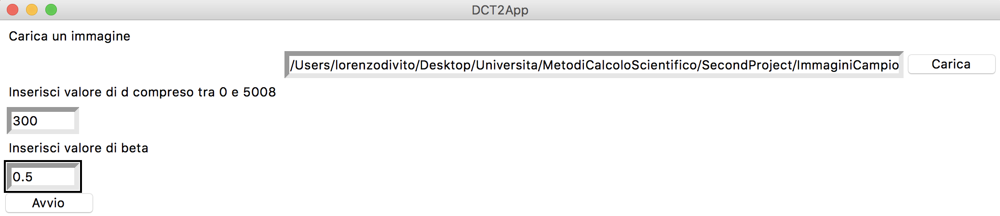 DCT2App
Carica un immagine
/Users/lorenzodivito/Desktop/Universita/MetodiCalcoloScientifico/SecondProject/ImmaginiCampio
Carica
Inserisci valore di d compreso tra 0 e 5008
300
Inserisci valore di beta
0.5
Avvio